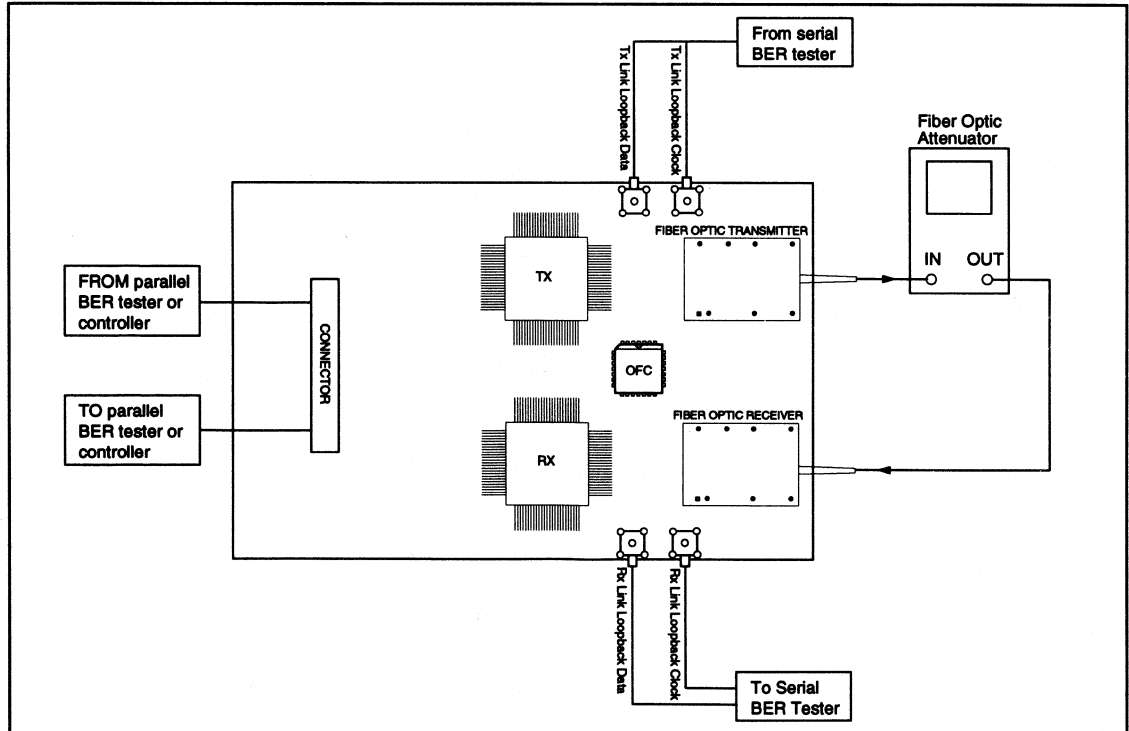 From serial
BER tester
Tx Link Loopback Data
Tx Link Loopback Clock
Fiber Optic
Attenuator
IN OUT
FIBER OPTIC TRANSMITTER
TX
FROM parallel
BER tester or
controller
CONNECTOR
OFC
TO parallel
BER tester or
controller
FIBER OPTIC RECEIVER
RX
Rx Link Loopback Data
Rx Link Loopback Clock
To Serial
BER Tester